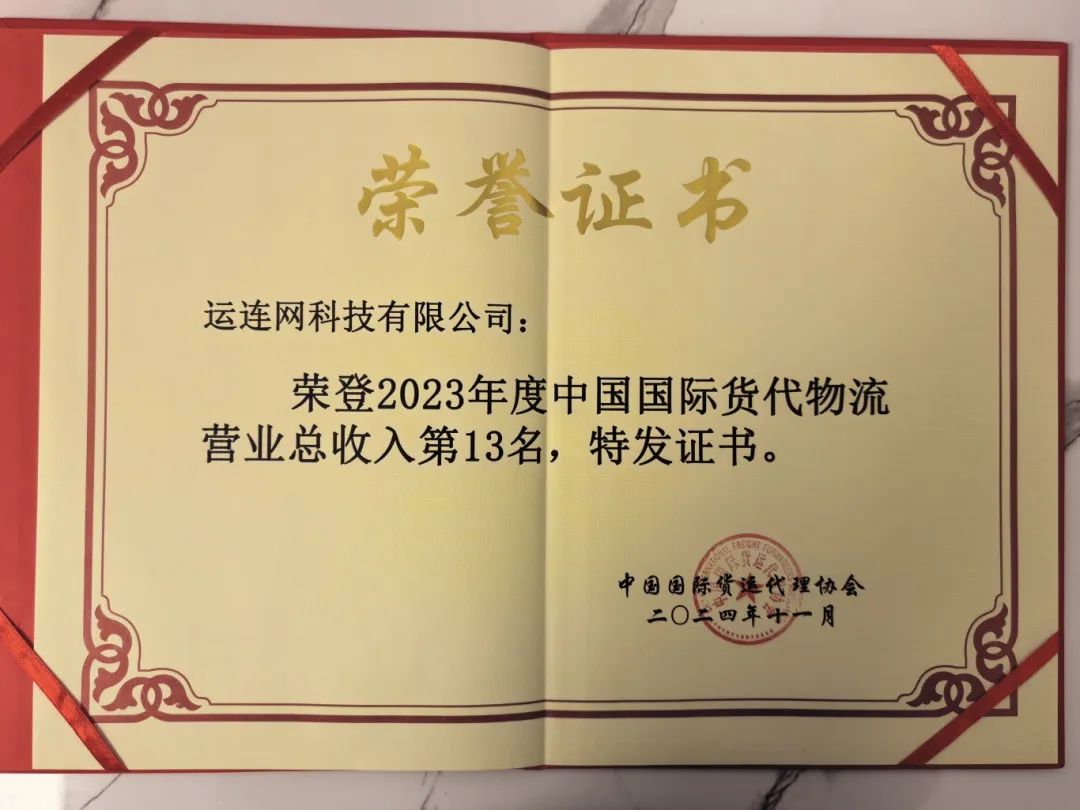 荣誉证书
运连网科技有限公司：
荣登2023年度中国国际货代物流
营业总收入第13名，特发证书。
中国国际货运代理协会
二〇二四年十一月